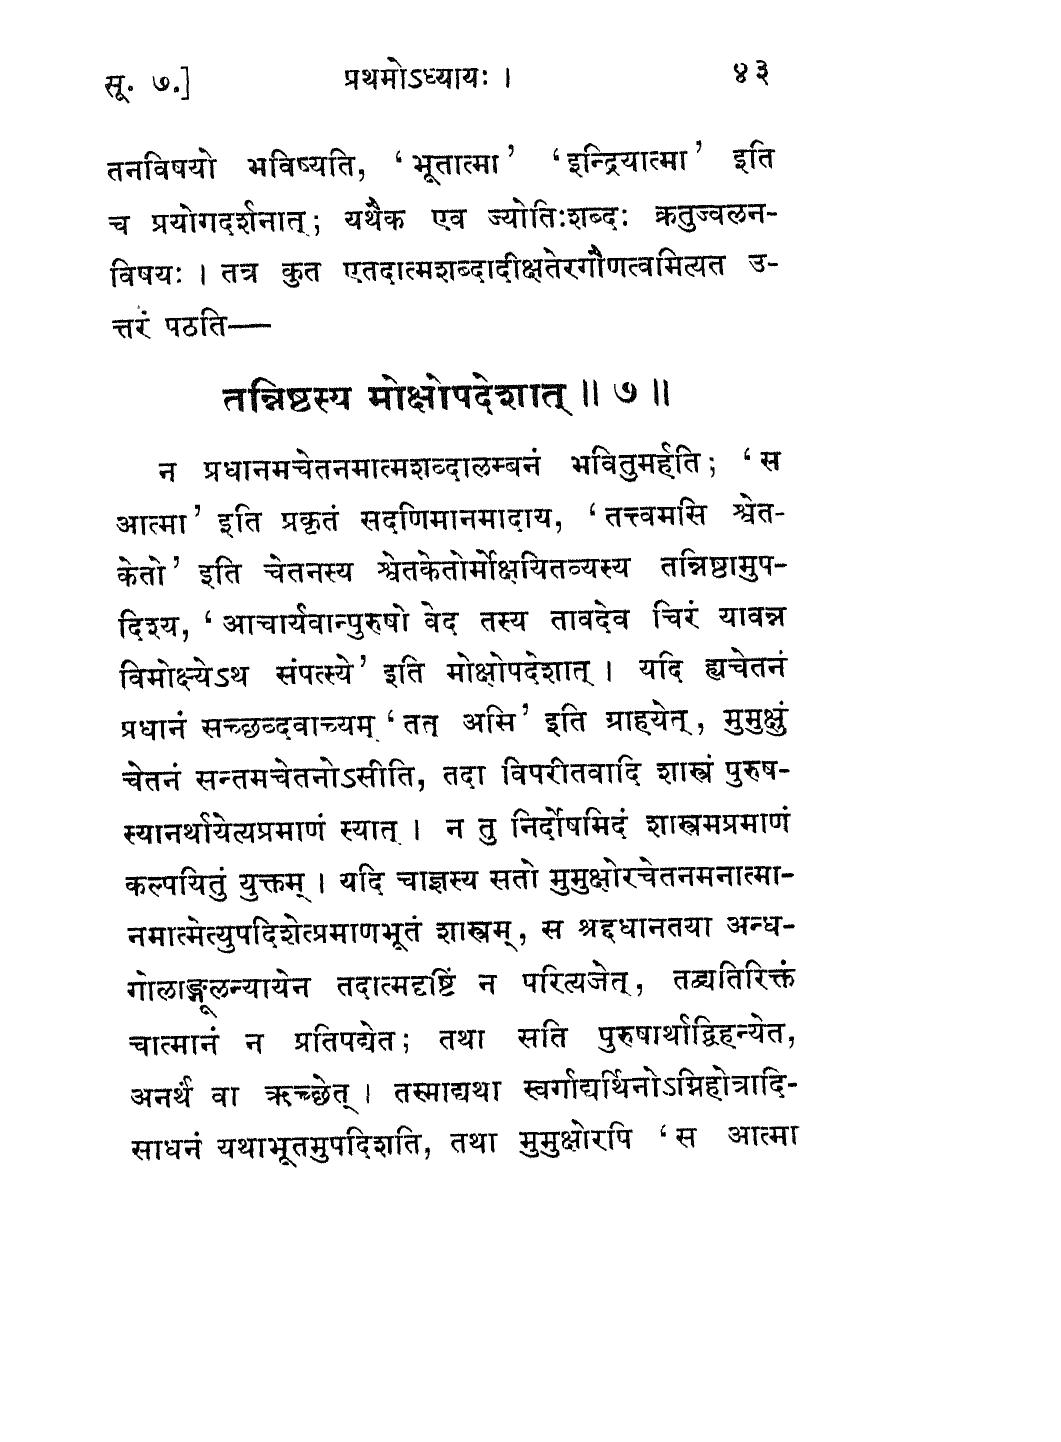 सू. ७.] प्रथमोऽध्यायः । ४३
तनविषयो भविष्यति, ‘भूतात्मा’ ‘इन्द्रियात्मा’ इति
च प्रयोगदर्शनात्; यथैक एव ज्योतिःशब्दः क्रतुज्वलन-
विषयः । तत्र कुत एतदात्मशब्दादीक्षतेरगौणत्वमित्यत उ-
त्तरं पठति—
तन्निष्ठस्य मोक्षोपदेशात् ॥ ७ ॥
न प्रधानमचेतनमात्मशब्दालम्बनं भवितुमर्हति; ‘स
आत्मा’ इति प्रकृतं सदणिमानमादाय, ‘तत्त्वमसि श्वेत-
केतो’ इति चेतनस्य श्वेतकेतोर्मोक्षयितव्यस्य तन्निष्ठामुप-
दिश्य, ‘आचार्यवान्पुरुषो वेद तस्य तावदेव चिरं यावन्न
विमोक्ष्येऽथ संपत्स्ये’ इति मोक्षोपदेशात् । यदि ह्यचेतनं
प्रधानं सच्छब्दवाच्यम् ‘तत् असि’ इति ग्राहयेत्, मुमुक्षुं
चेतनं सन्तमचेतनोऽसीति, तदा विपरीतवादि शास्त्रं पुरुष-
स्यानर्थायेत्यप्रमाणं स्यात् । न तु निर्दोषमिदं शास्त्रमप्रमाणं
कल्पयितुं युक्तम् । यदि चाज्ञस्य सतो मुमुक्षोरचेतनमनात्मा-
नमात्मेत्युपदिशेत्प्रमाणभूतं शास्त्रम्, स श्रद्दधानतया अन्ध-
गोलाङ्गूलन्यायेन तदात्मदृष्टिं न परित्यजेत्, तद्व्यतिरिक्तं
चात्मानं न प्रतिपद्येत; तथा सति पुरुषार्थाद्विहन्येत,
अनर्थं वा ऋच्छेत् । तस्माद्यथा स्वर्गाद्यर्थिनोऽग्निहोत्रादि-
साधनं यथाभूतमुपदिशति, तथा मुमुक्षोरपि ‘स आत्मा